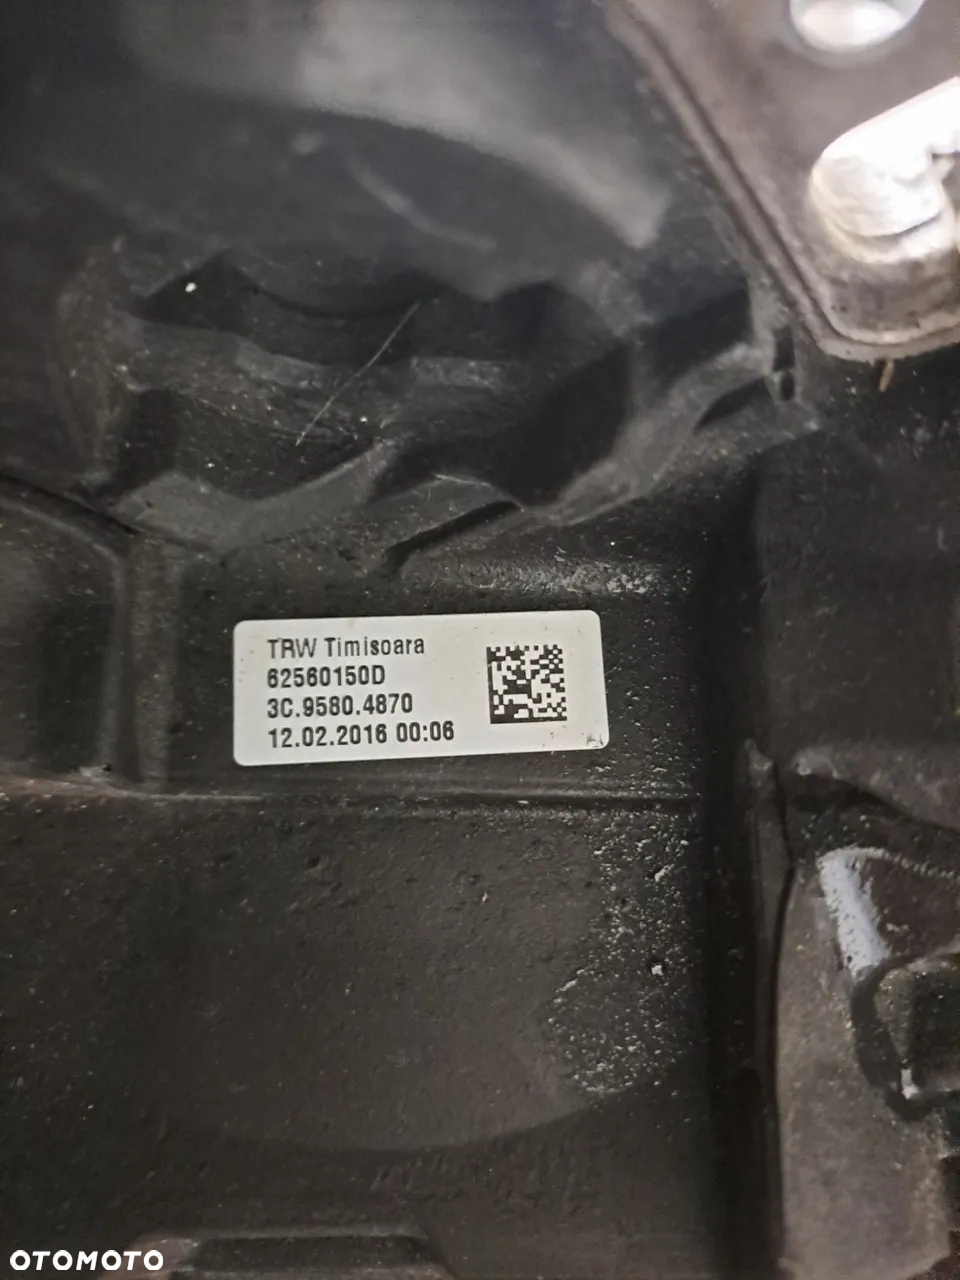 TRW Timisoara
62560150D
3C.9580.4870
12.02.2016 00:06
OTOMOTO